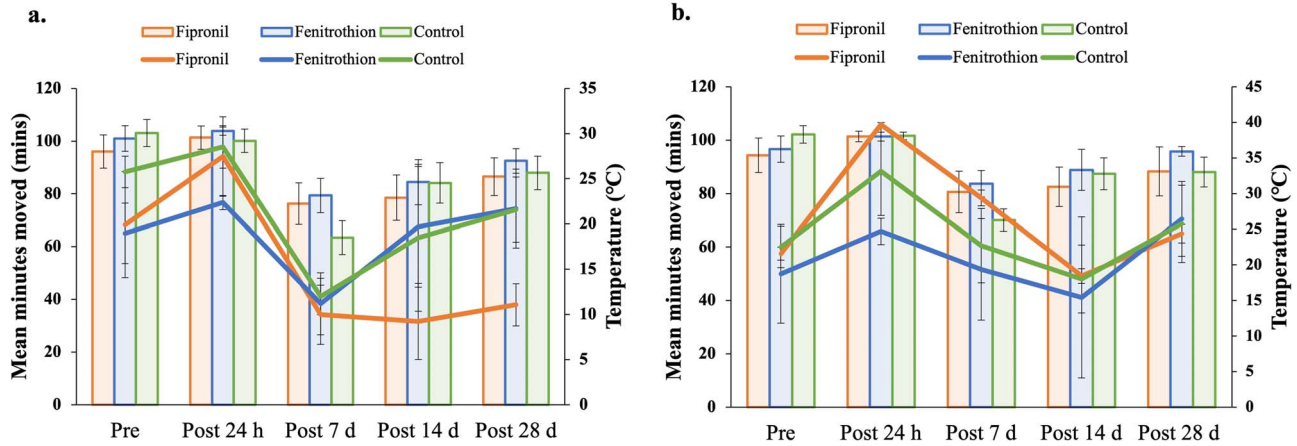 a.
Fipronil Fenitrothion Control
Fipronil Fenitrothion Control
Mean minutes moved (mins)
120
100
80
60
40
20
0
35
30
25
20
15
10
5
0
Temperature (°C)
Pre Post 24 h Post 7 d Post 14 d Post 28 d
b.
Fipronil Fenitrothion Control
Fipronil Fenitrothion Control
Mean minutes moved (mins)
120
100
80
60
40
20
0
45
40
35
30
25
20
15
10
5
0
Temperature (°C)
Pre Post 24 h Post 7 d Post 14 d Post 28 d